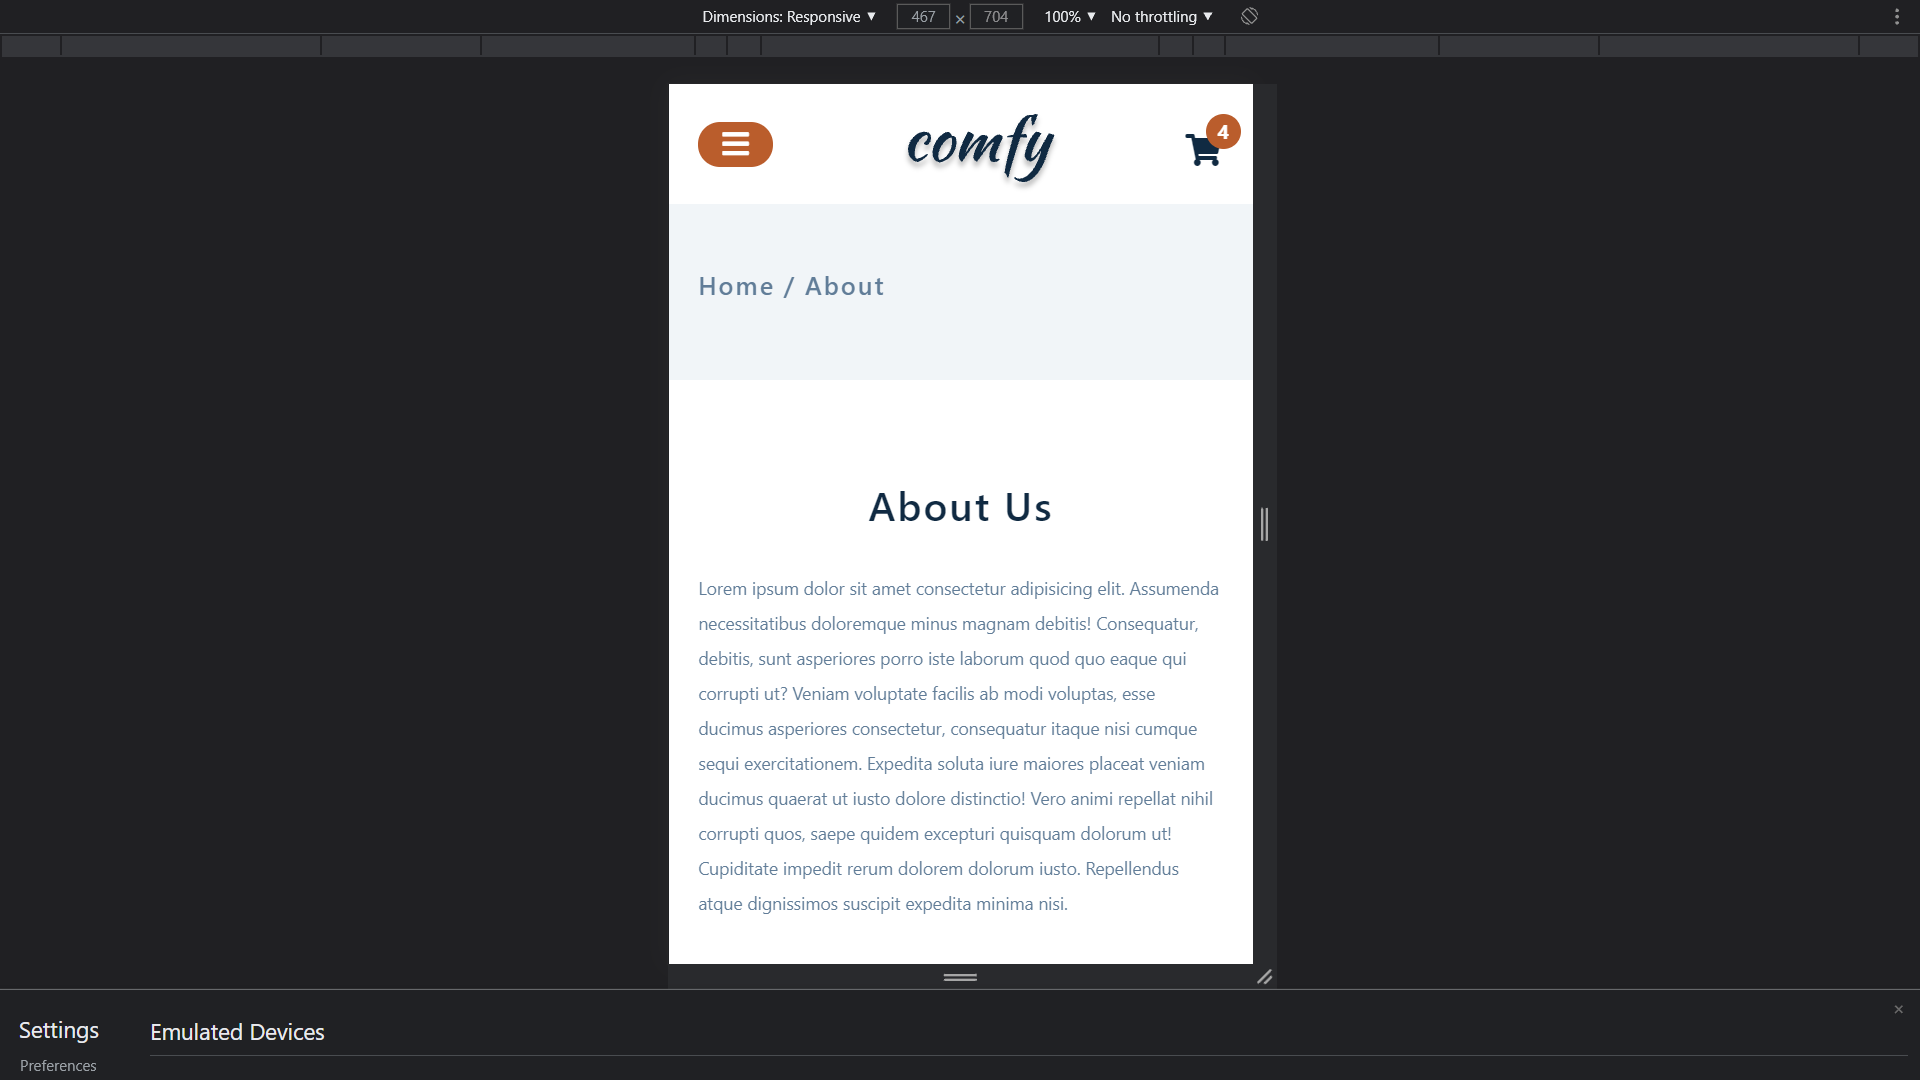 Dimensions: Responsive ▼ 467 × 704 100% ▼ No throttling ▼
comfy
4
Home / About
About Us
Lorem ipsum dolor sit amet consectetur adipisicing elit. Assumenda
necessitatibus doloremque minus magnam debitis! Consequatur,
debitis, sunt asperiores porro iste laborum quod quo eaque qui
corrupti ut? Veniam voluptate facilis ab modi voluptas, esse
ducimus asperiores consectetur, consequatur itaque nisi cumque
sequi exercitationem. Expedita soluta iure maiores placeat veniam
ducimus quaerat ut iusto dolore distinctio! Vero animi repellat nihil
corrupti quos, saepe quidem excepturi quisquam dolorum ut!
Cupiditate impedit rerum dolorem dolorum iusto. Repellendus
atque dignissimos suscipit expedita minima nisi.
Settings
Preferences
Emulated Devices